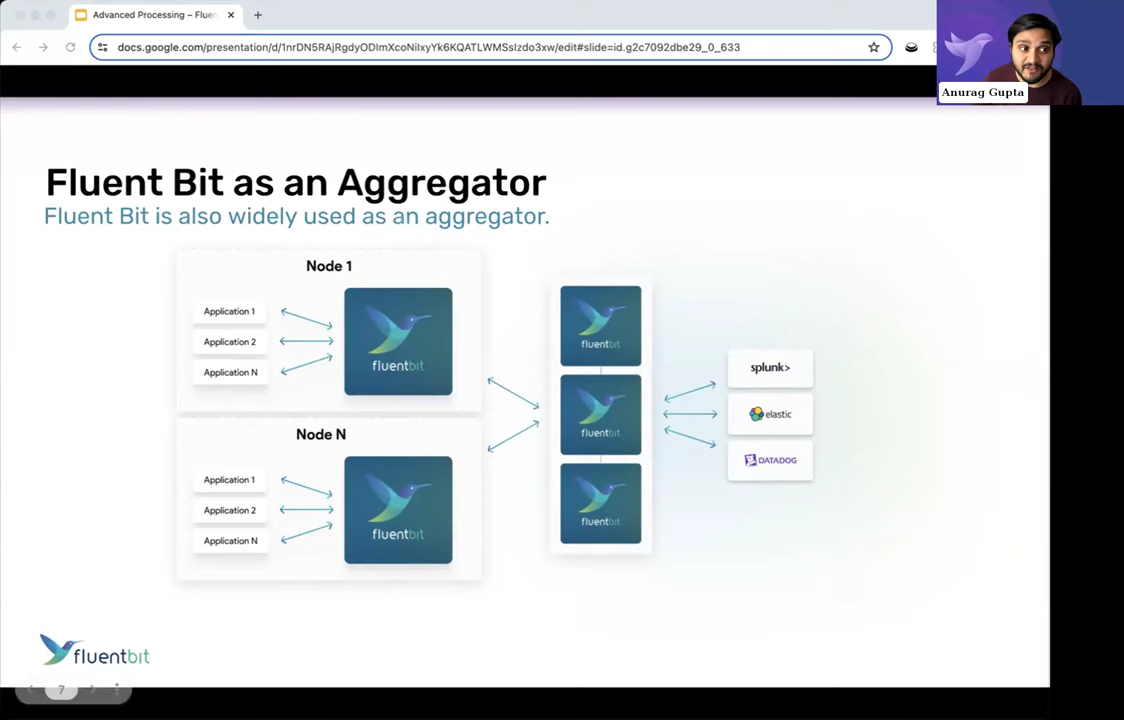 Advanced Processing – Fluen
docs.google.com/presentation/d/1nrDN5RAjRgdyODImXcoNiIxyYk6KQATLWMSsIzdo3xw/edit#slide=id.g2c7092dbe29_0_633
Anurag Gupta
Fluent Bit as an Aggregator
Fluent Bit is also widely used as an aggregator.
Node 1
Application 1
Application 2
Application N
fluentbit
Node N
Application 1
Application 2
Application N
fluentbit
fluentbit
fluentbit
fluentbit
splunk>
elastic
DATADOG
fluentbit
7